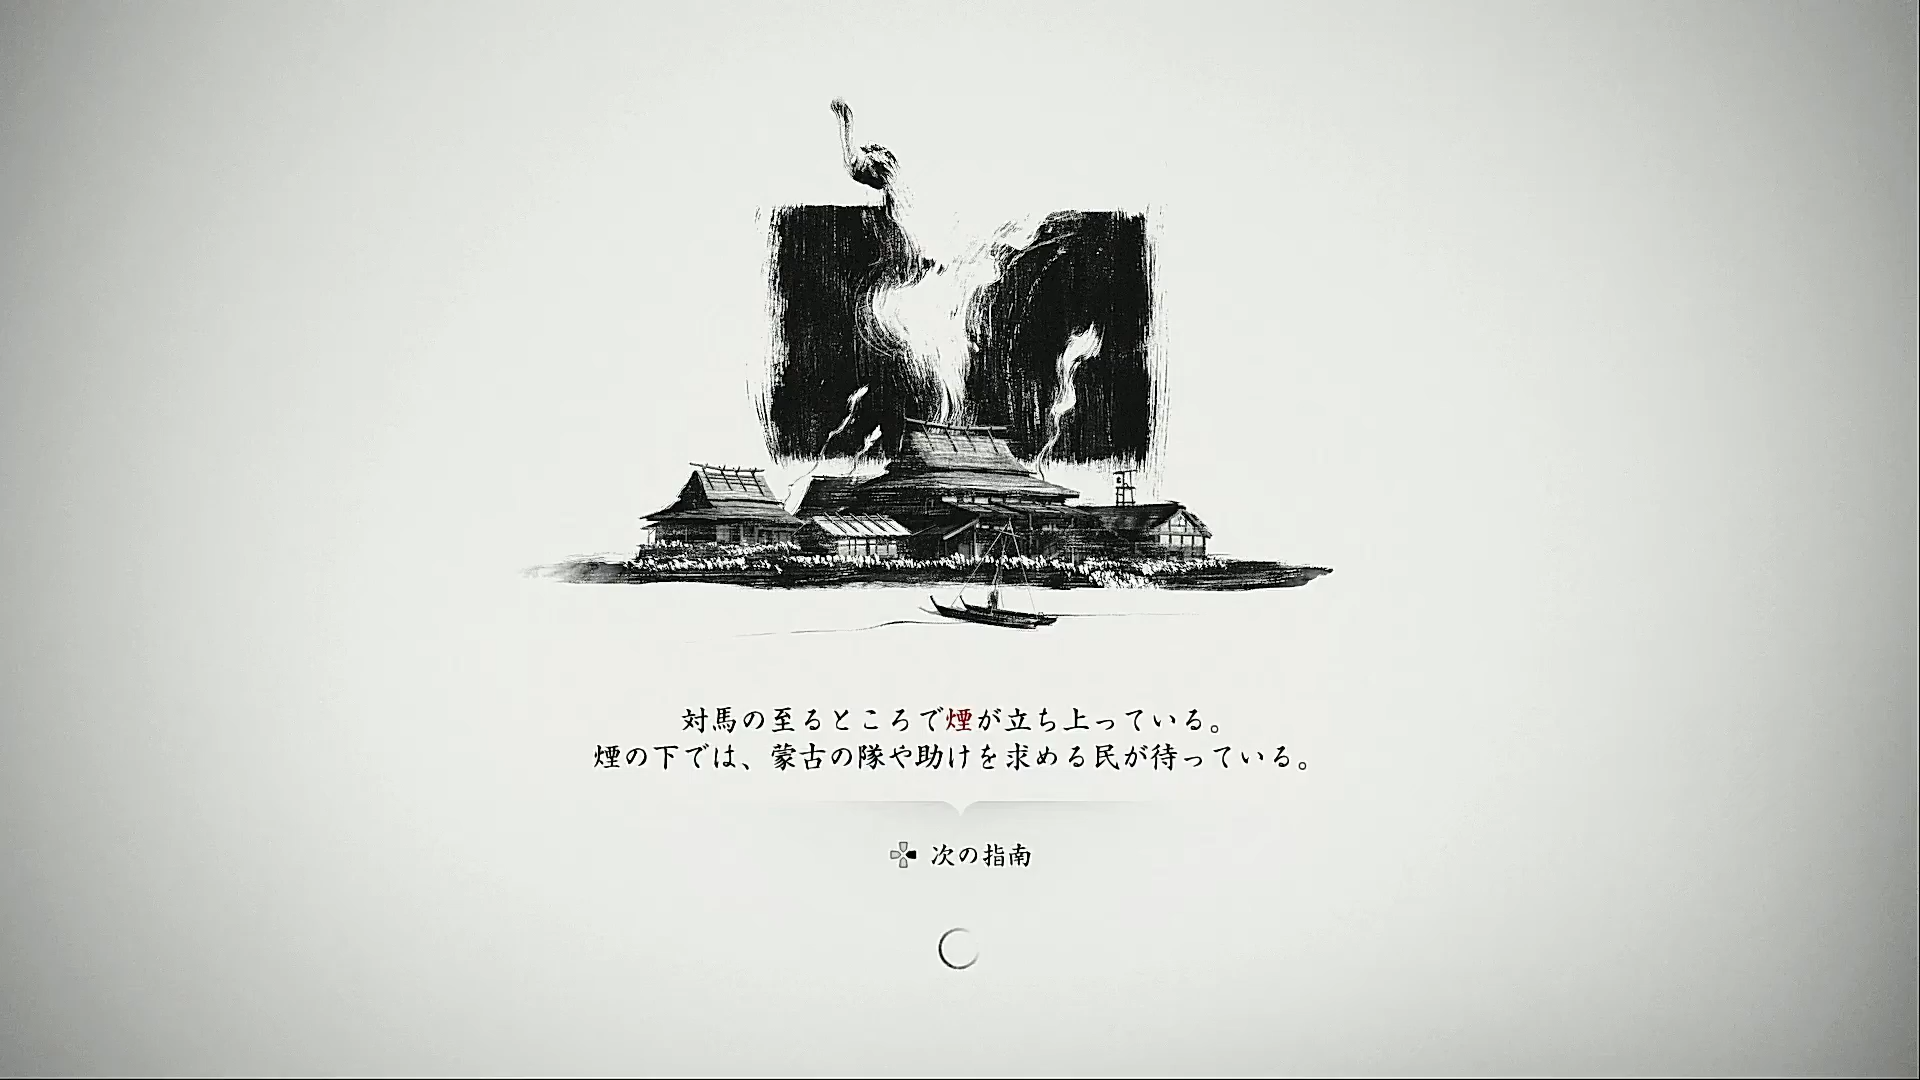 対馬の至るところで煙が立ち上っている。
煙の下では、蒙古の隊や助けを求める民が待っている。
次の指南